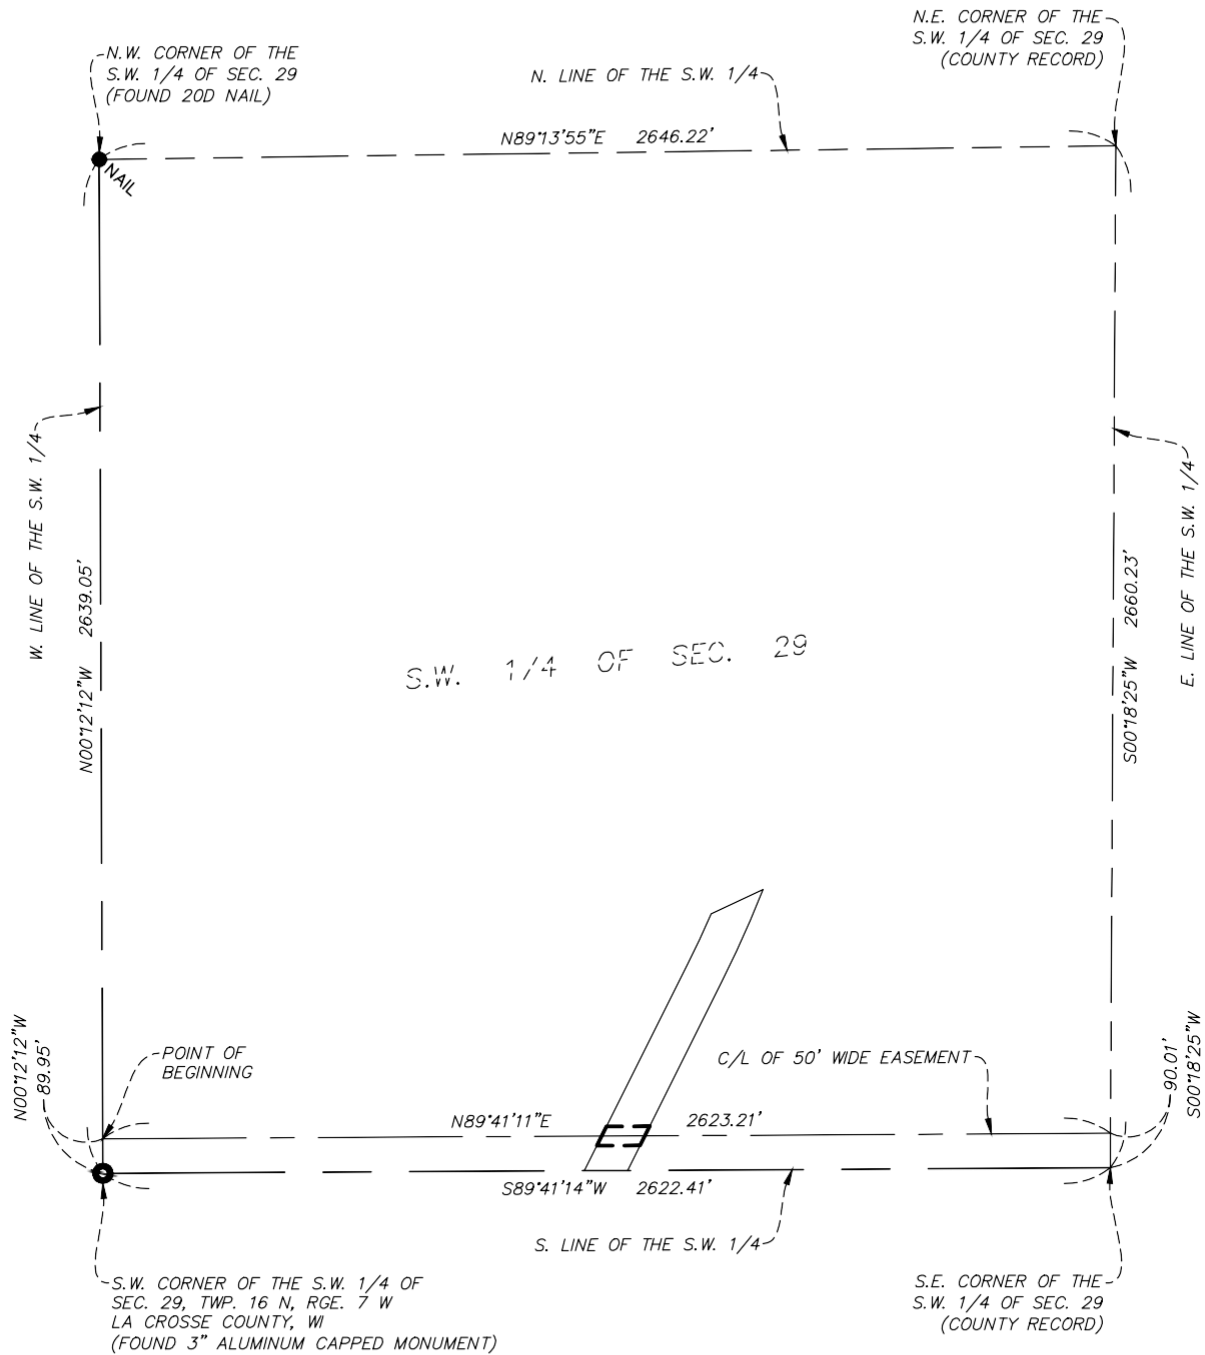 N.E. CORNER OF THE
S.W. 1/4 OF SEC. 29
(COUNTY RECORD)
N.W. CORNER OF THE
S.W. 1/4 OF SEC. 29
(FOUND 20D NAIL)
N. LINE OF THE S.W. 1/4
N89°13'55"E 2646.22'
NAIL
W. LINE OF THE S.W. 1/4
N00°12'12"W 2639.05'
E. LINE OF THE S.W. 1/4
S00°18'25"W 2660.23'
S.W. 1/4 OF SEC. 29
N00°12'12"W
89.95'
POINT OF
BEGINNING
C/L OF 50' WIDE EASEMENT
90.01'
S00°18'25"W
N89°41'11"E 2623.21'
S89°41'14"W 2622.41'
S. LINE OF THE S.W. 1/4
S.W. CORNER OF THE S.W. 1/4 OF
SEC. 29, TWP. 16 N, RGE. 7 W
LA CROSSE COUNTY, WI
(FOUND 3" ALUMINUM CAPPED MONUMENT)
S.E. CORNER OF THE
S.W. 1/4 OF SEC. 29
(COUNTY RECORD)